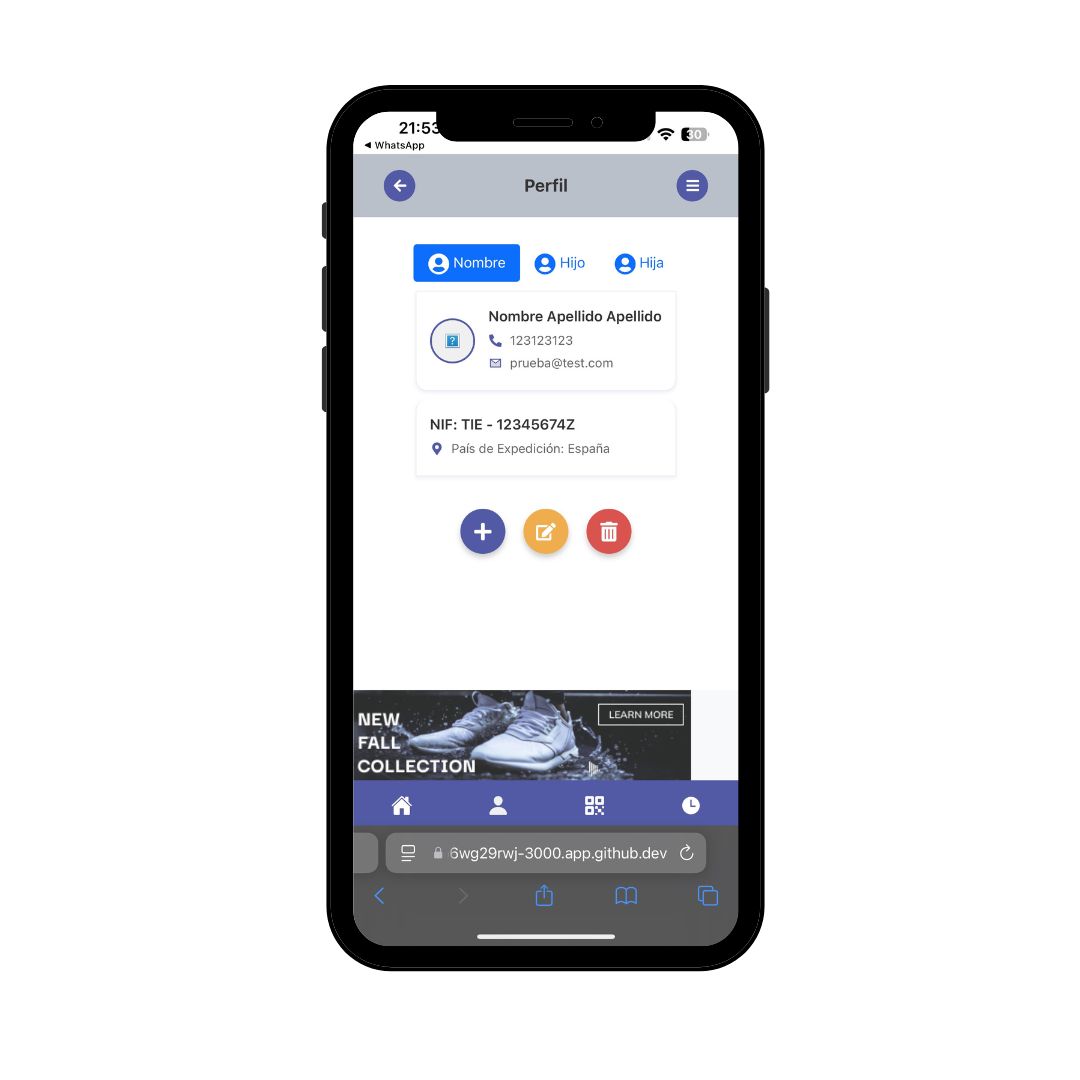 21:53
30
◀ WhatsApp
Perfil
Nombre
Hijo
Hija
Nombre Apellido Apellido
123123123
prueba@test.com
NIF: TIE - 12345674Z
País de Expedición: España
NEW
FALL
COLLECTION
LEARN MORE
6wg29rwj-3000.app.github.dev